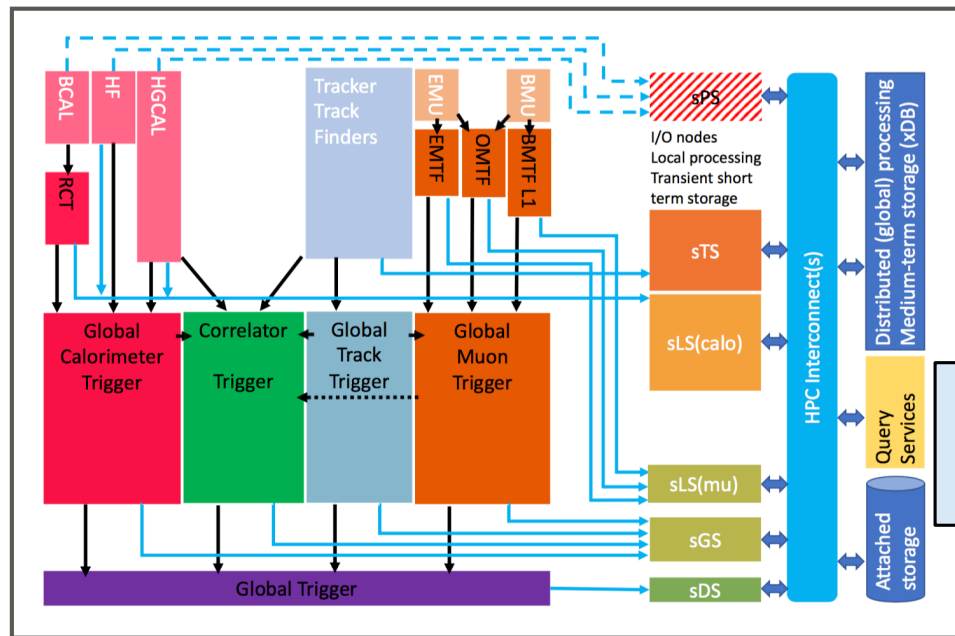 BCAL
HF
HGCAL
Tracker
Track
Finders
EMU
BMU
sPS
RCT
EMTF
OMTF
BMTF L1
I/O nodes
Local processing
Transient short
term storage
sTS
sLS(calo)
Global
Calorimeter
Trigger
Correlator
Trigger
Global
Track
Trigger
Global
Muon
Trigger
sLS(mu)
sGS
sDS
Global Trigger
HPC Interconnect(s)
Distributed (global) processing
Medium-term storage (xDB)
Query
Services
Attached
storage